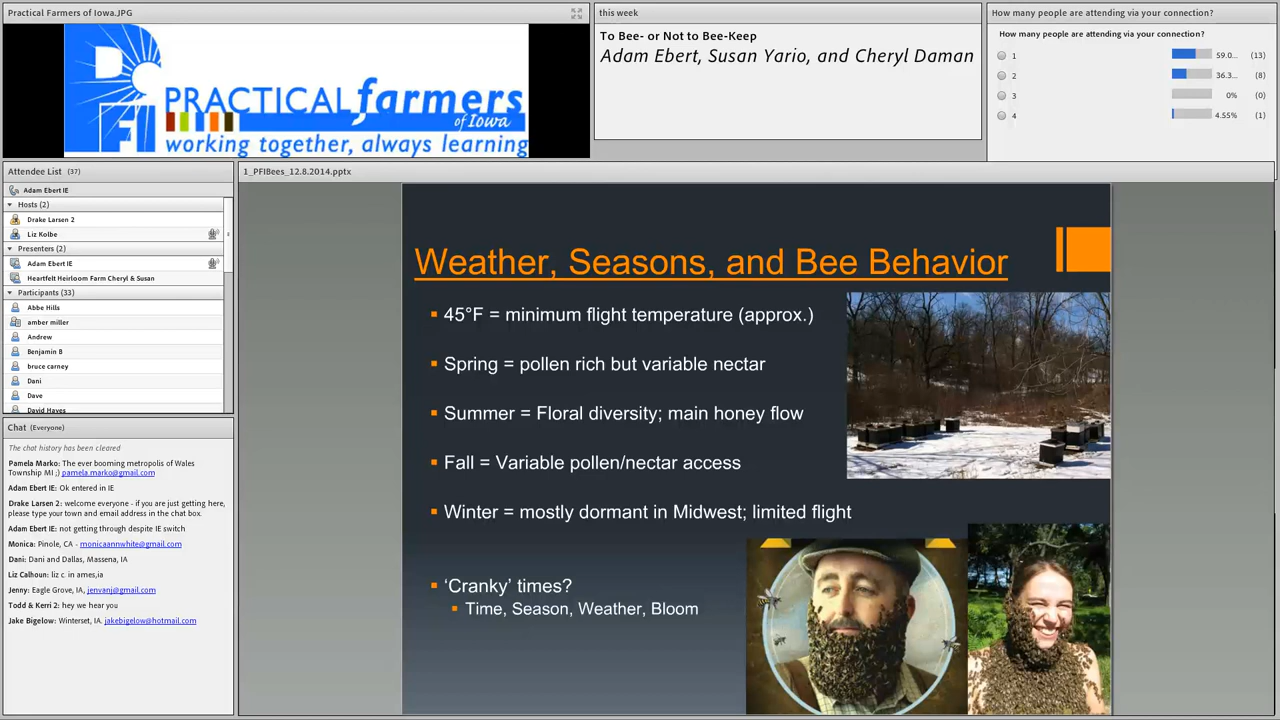 Practical Farmers of Iowa.JPG
PRACTICAL farmers
of Iowa
working together, always learning
this week
To Bee- or Not to Bee-Keep
Adam Ebert, Susan Yario, and Cheryl Daman
How many people are attending via your connection?
How many people are attending via your connection?
1 59.0... (13)
2 36.3... (8)
3 0% (0)
4 4.55% (1)
Attendee List (37)
Adam Ebert IE
Hosts (2)
Drake Larsen 2
Liz Kolbe
Presenters (2)
Adam Ebert IE
Heartfelt Heirloom Farm Cheryl & Susan
Participants (33)
Abbe Hills
amber miller
Andrew
Benjamin B
bruce carney
Dani
Dave
David Hayes
Chat (Everyone)
The chat history has been cleared
Pamela Marko: The ever booming metropolis of Wales
Township MI ;) pamela.marko@gmail.com
Adam Ebert IE: Ok entered in IE
Drake Larsen 2: welcome everyone - if you are just getting here,
please type your town and email address in the chat box.
Adam Ebert IE: not getting through despite IE switch
Monica: Pinole, CA - monicaannwhite@gmail.com
Dani: Dani and Dallas, Massena, IA
Liz Calhoun: liz c. in ames,ia
Jenny: Eagle Grove, IA, jenvanj@gmail.com
Todd & Kerri 2: hey we hear you
Jake Bigelow: Winterset, IA. jakebigelow@hotmail.com
1_PFIBees_12.8.2014.pptx
Weather, Seasons, and Bee Behavior
45°F = minimum flight temperature (approx.)
Spring = pollen rich but variable nectar
Summer = Floral diversity; main honey flow
Fall = Variable pollen/nectar access
Winter = mostly dormant in Midwest; limited flight
‘Cranky’ times?
Time, Season, Weather, Bloom